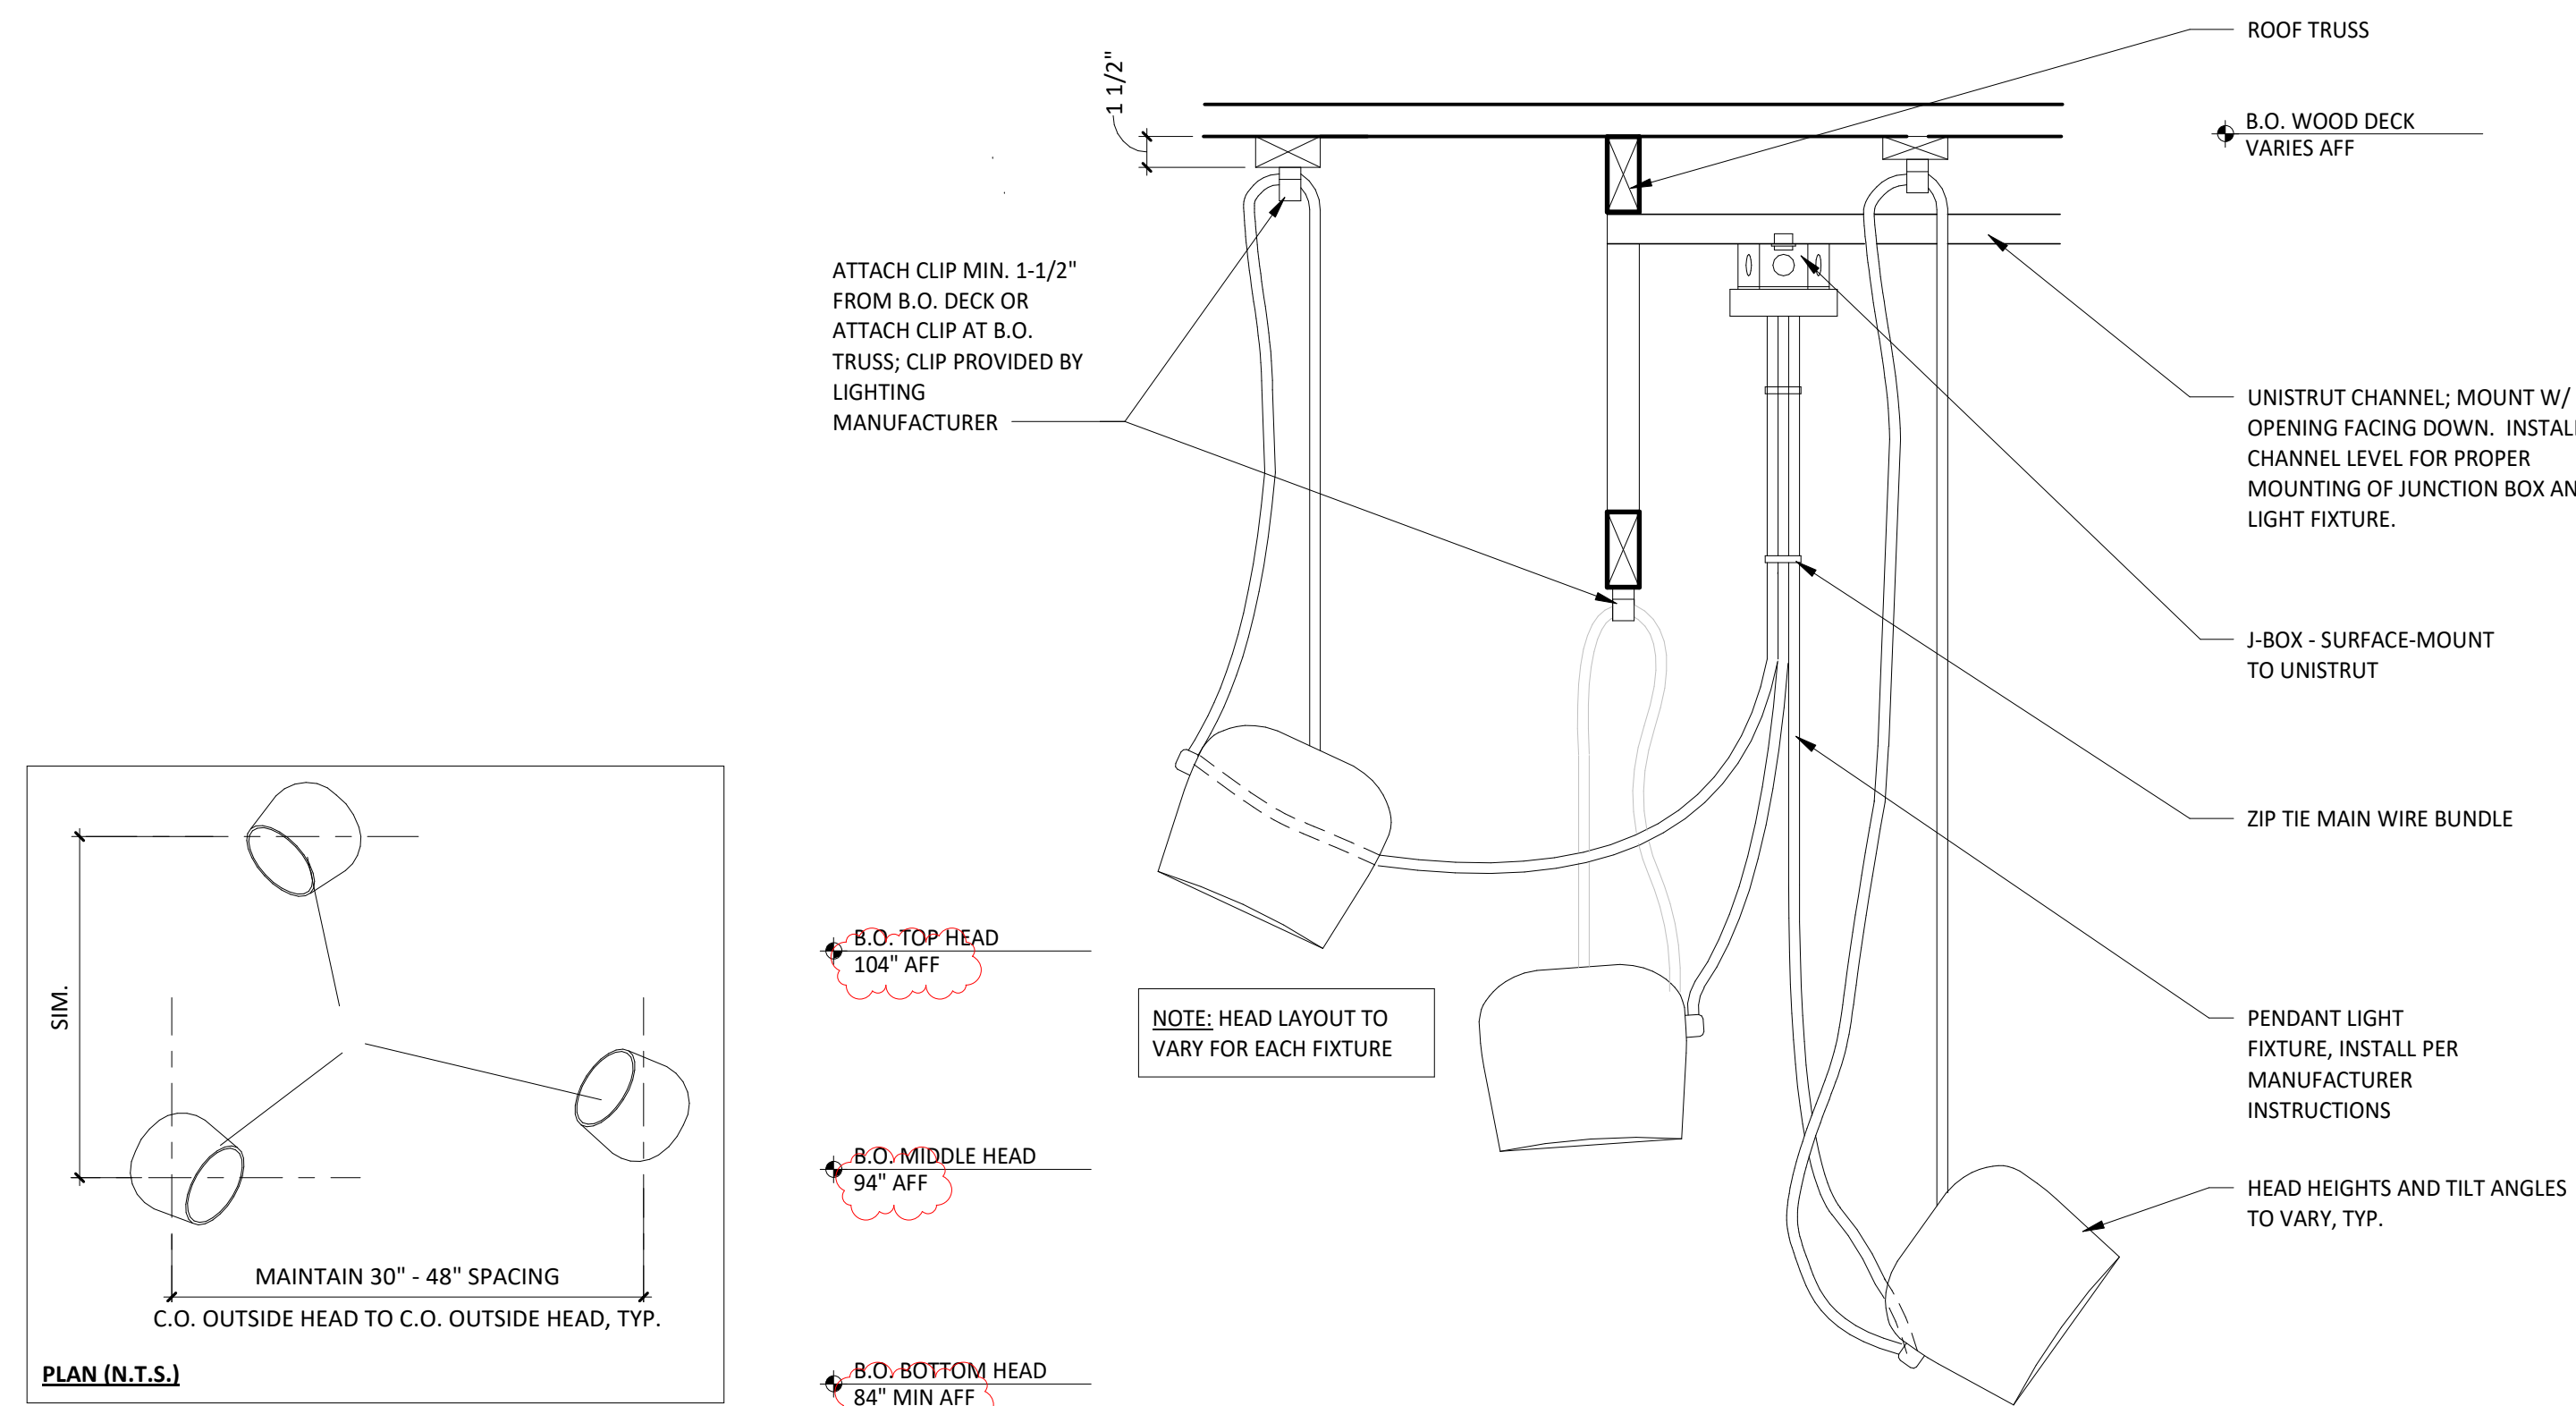 ROOF TRUSS
1 1/2"
B.O. WOOD DECK
VARIES AFF
ATTACH CLIP MIN. 1-1/2"
FROM B.O. DECK OR
ATTACH CLIP AT B.O.
TRUSS; CLIP PROVIDED BY
LIGHTING
MANUFACTURER
UNISTRUT CHANNEL; MOUNT W/
OPENING FACING DOWN. INSTALL
CHANNEL LEVEL FOR PROPER
MOUNTING OF JUNCTION BOX AN
LIGHT FIXTURE.
J-BOX - SURFACE-MOUNT
TO UNISTRUT
ZIP TIE MAIN WIRE BUNDLE
PENDANT LIGHT
FIXTURE, INSTALL PER
MANUFACTURER
INSTRUCTIONS
HEAD HEIGHTS AND TILT ANGLES
TO VARY, TYP.
B.O. TOP HEAD
104" AFF
NOTE: HEAD LAYOUT TO
VARY FOR EACH FIXTURE
B.O. MIDDLE HEAD
94" AFF
B.O. BOTTOM HEAD
84" MIN AFF
SIM.
MAINTAIN 30" - 48" SPACING
C.O. OUTSIDE HEAD TO C.O. OUTSIDE HEAD, TYP.
PLAN (N.T.S.)